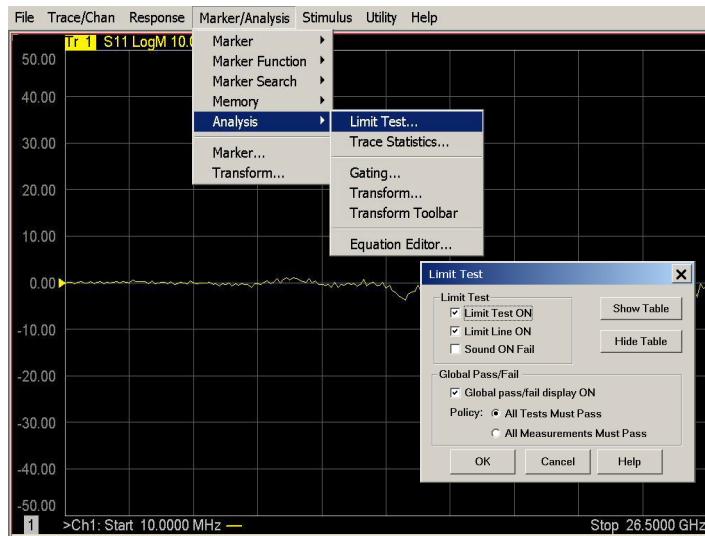 File Trace/Chan Response Marker/Analysis Stimulus Utility Help
Tr 1 S11 LogM 10.0
50.00
40.00
30.00
20.00
10.00
0.00
-10.00
-20.00
-30.00
-40.00
-50.00
Marker
Marker Function
Marker Search
Memory
Analysis
Marker...
Transform...
Limit Test...
Trace Statistics...
Gating...
Transform...
Transform Toolbar
Equation Editor...
Limit Test
Limit Test
Limit Test ON
Limit Line ON
Sound ON Fail
Show Table
Hide Table
Global Pass/Fail
Global pass/fail display ON
Policy: All Tests Must Pass
All Measurements Must Pass
OK Cancel Help
1 >Ch1: Start 10.0000 MHz Stop 26.5000 GHz